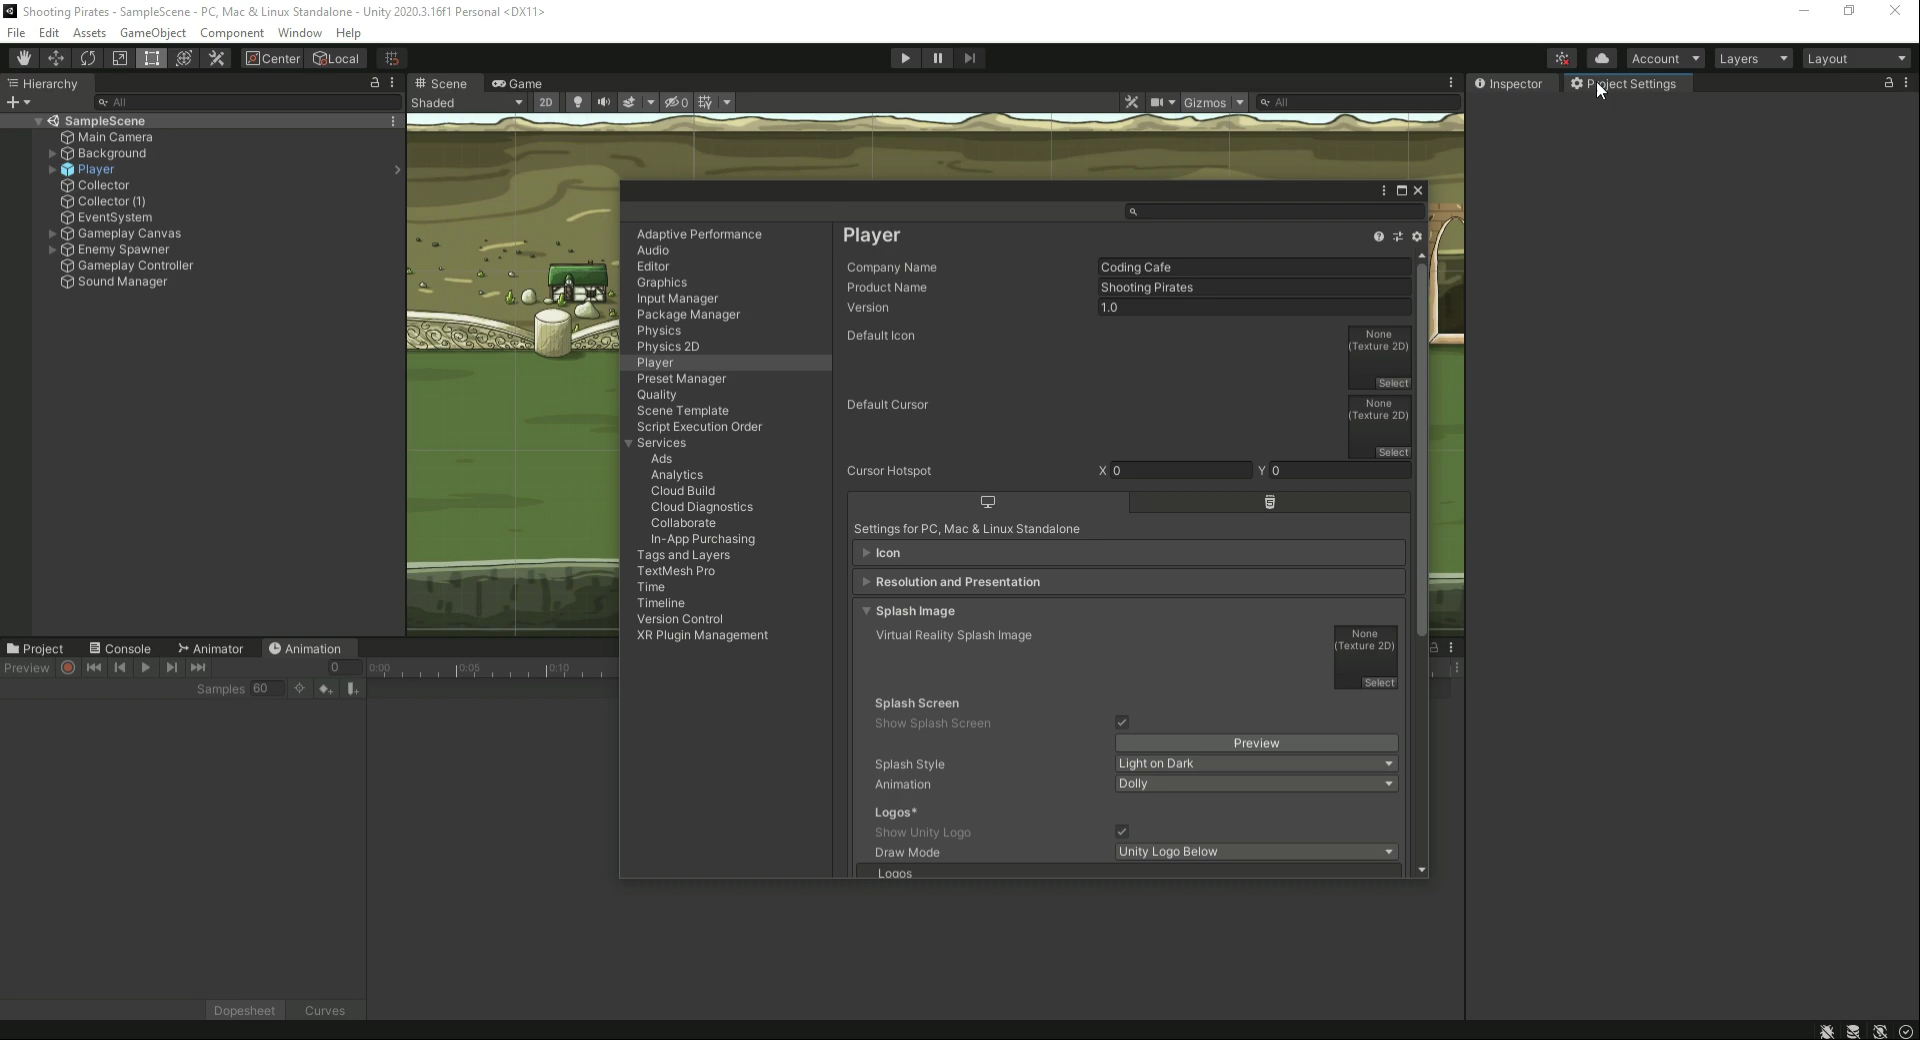 Shooting Pirates - SampleScene - PC, Mac & Linux Standalone - Unity 2020.3.16f1 Personal <DX11>
File Edit Assets GameObject Component Window Help
Center Local Account Layers Layout
Hierarchy
All
SampleScene
Main Camera
Background
Player
Collector
Collector (1)
EventSystem
Gameplay Canvas
Enemy Spawner
Gameplay Controller
Sound Manager
Scene Game
Shaded 2D 0 Gizmos All
Inspector Project Settings
Adaptive Performance
Audio
Editor
Graphics
Input Manager
Package Manager
Physics
Physics 2D
Player
Preset Manager
Quality
Scene Template
Script Execution Order
Services
Ads
Analytics
Cloud Build
Cloud Diagnostics
Collaborate
In-App Purchasing
Tags and Layers
TextMesh Pro
Time
Timeline
Version Control
XR Plugin Management
Player
Company Name Coding Cafe
Product Name Shooting Pirates
Version 1.0
Default Icon
None
(Texture 2D)
Select
Default Cursor
None
(Texture 2D)
Select
Cursor Hotspot X 0 Y 0
Settings for PC, Mac & Linux Standalone
Icon
Resolution and Presentation
Splash Image
Virtual Reality Splash Image
None
(Texture 2D)
Select
Splash Screen
Show Splash Screen
Preview
Splash Style Light on Dark
Animation Dolly
Logos*
Show Unity Logo
Draw Mode Unity Logo Below
Logos
Project Console Animator Animation
Preview 0 0:00 0:05 0:10
Samples 60
Dopesheet Curves